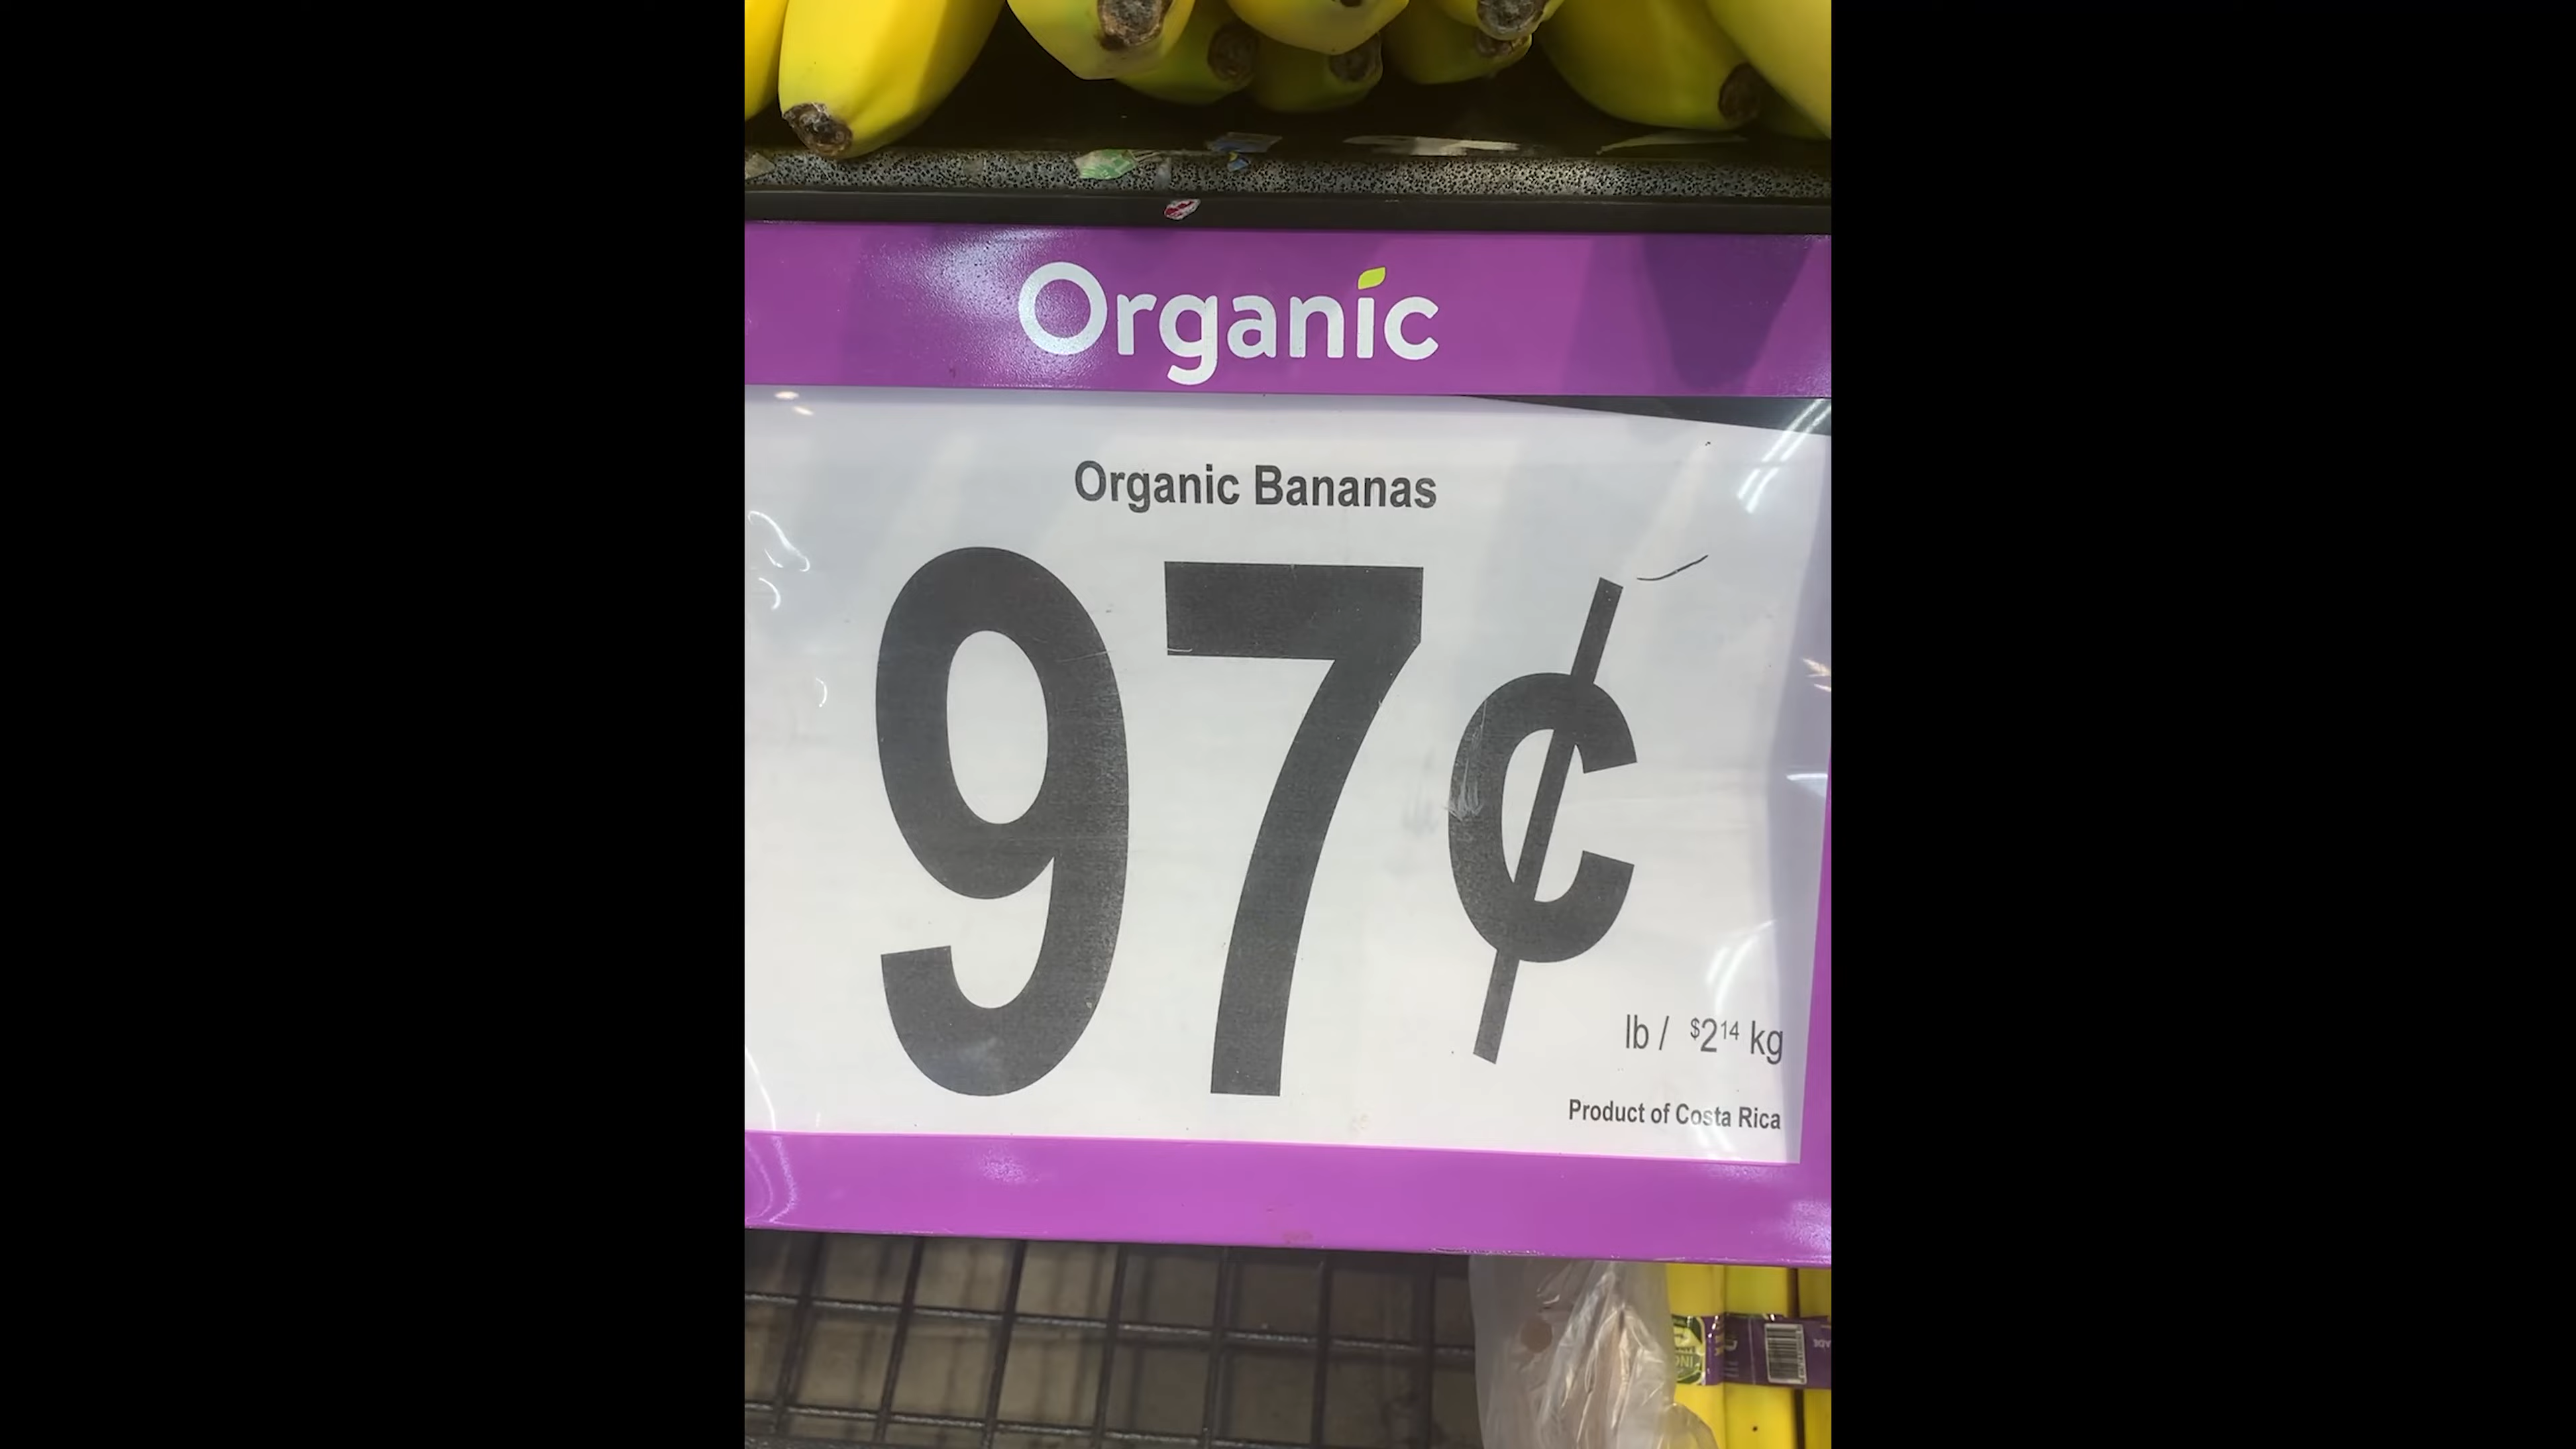 Organic
Organic Bananas
97¢
lb / $2.14 kg
Product of Costa Rica